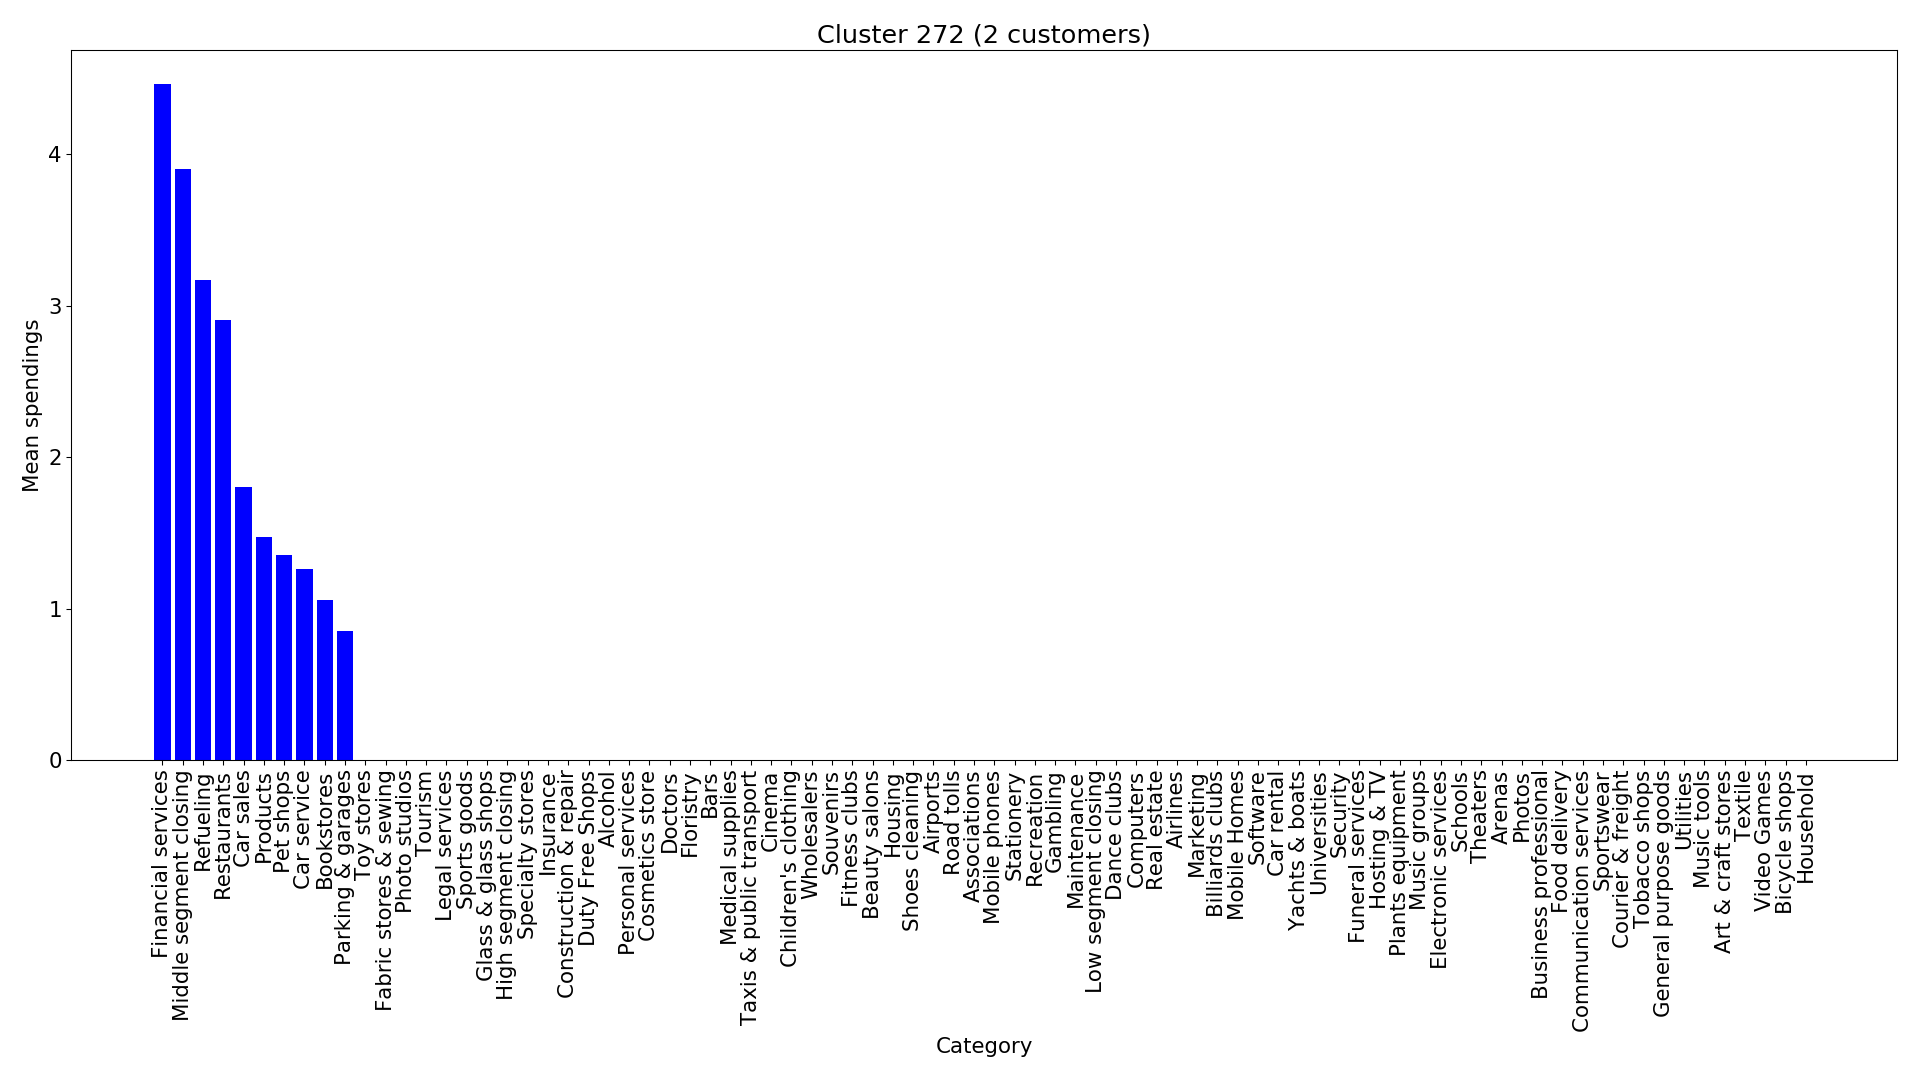 Cluster 272 (2 customers)
Mean spendings
4
3
2
1
0
Financial services
Middle segment closing
Refueling
Restaurants
Car sales
Products
Pet shops
Car service
Bookstores
Parking & garages
Toy stores
Fabric stores & sewing
Photo studios
Tourism
Legal services
Sports goods
Glass & glass shops
High segment closing
Specialty stores
Insurance
Construction & repair
Duty Free Shops
Alcohol
Personal services
Cosmetics store
Doctors
Floristry
Bars
Medical supplies
Taxis & public transport
Cinema
Children's clothing
Wholesalers
Souvenirs
Fitness clubs
Beauty salons
Housing
Shoes cleaning
Airports
Road tolls
Associations
Mobile phones
Stationery
Recreation
Gambling
Maintenance
Low segment closing
Dance clubs
Computers
Real estate
Airlines
Marketing
Billiards clubs
Mobile Homes
Software
Car rental
Yachts & boats
Universities
Security
Funeral services
Hosting & TV
Plants equipment
Music groups
Electronic services
Schools
Theaters
Arenas
Photos
Business professional
Food delivery
Communication services
Sportswear
Courier & freight
Tobacco shops
General purpose goods
Utilities
Music tools
Art & craft stores
Textile
Video Games
Bicycle shops
Household
Category